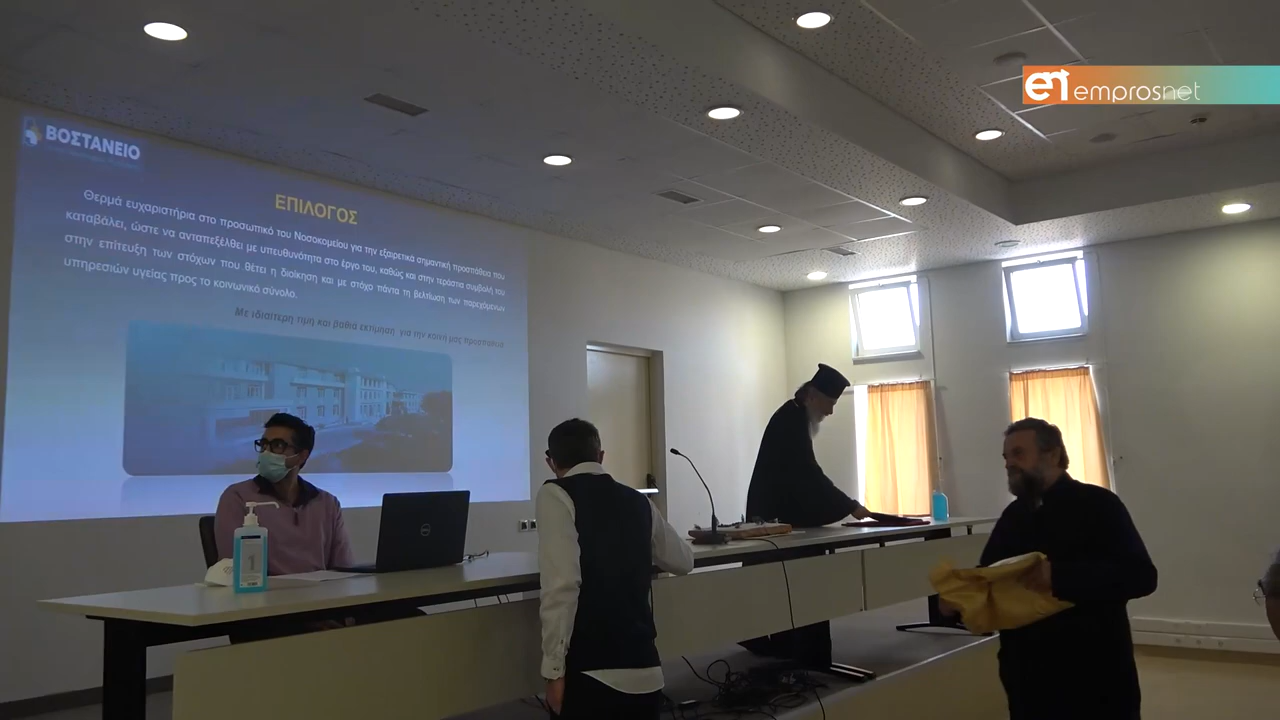 en emprosnet
ΒΟΣΤΑΝΕΙΟ
ΕΠΙΛΟΓΟΣ
Θερμά ευχαριστήρια στο προσωπικό του Νοσοκομείου για την εξαιρετικά σημαντική προσπάθεια που
καταβάλει, ώστε να ανταπεξέλθει με υπευθυνότητα στο έργο του, καθώς και στην τεράστια συμβολή του
στην επίτευξη των στόχων που θέτει η διοίκηση και με στόχο πάντα τη βελτίωση των παρεχόμενων
υπηρεσιών υγείας προς το κοινωνικό σύνολο.
Με ιδιαίτερη τιμή και βαθιά εκτίμηση για την κοινή μας προσπάθεια
DELL